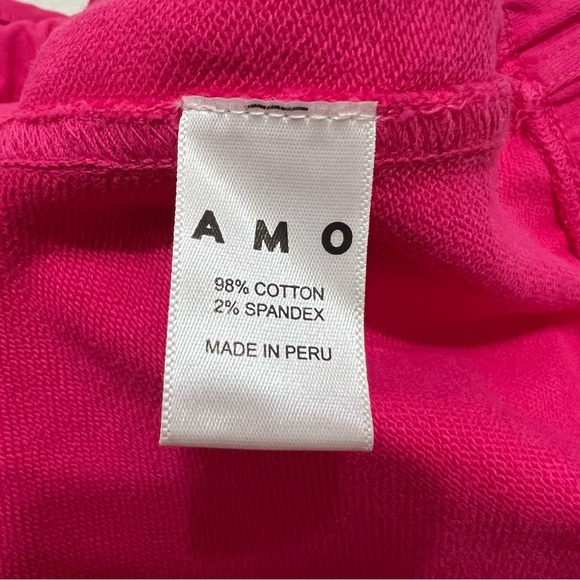 AMO
98% COTTON
2% SPANDEX
MADE IN PERU